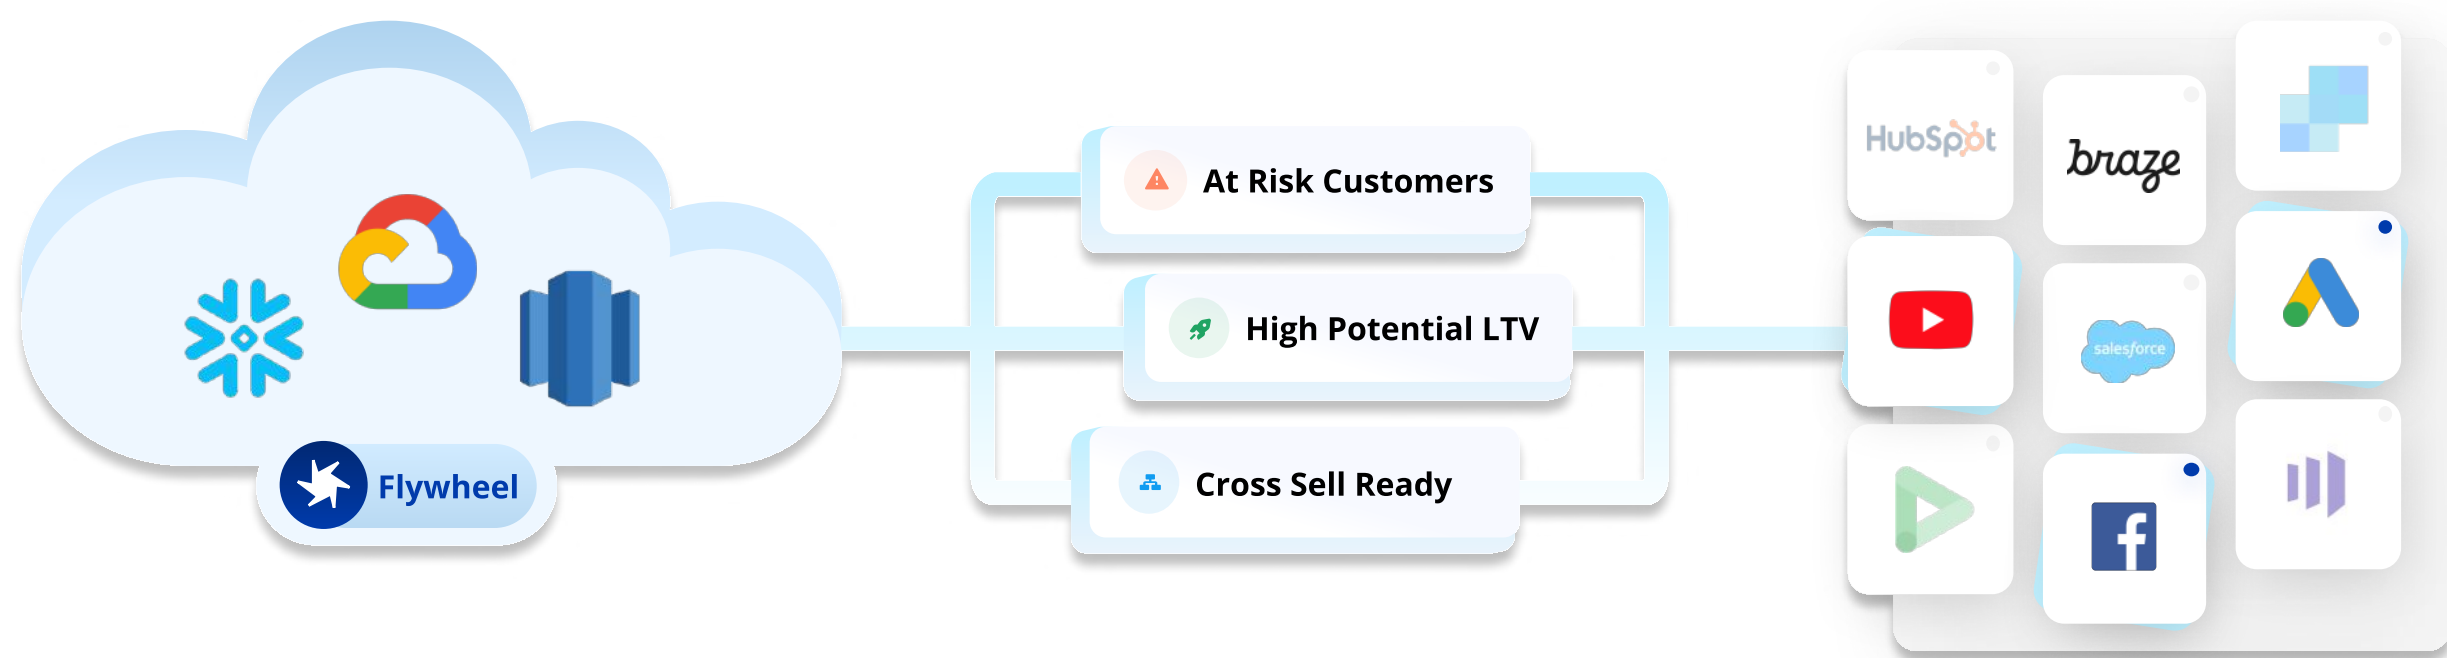 Flywheel
At Risk Customers
High Potential LTV
Cross Sell Ready
HubSpot
braze
salesforce
f